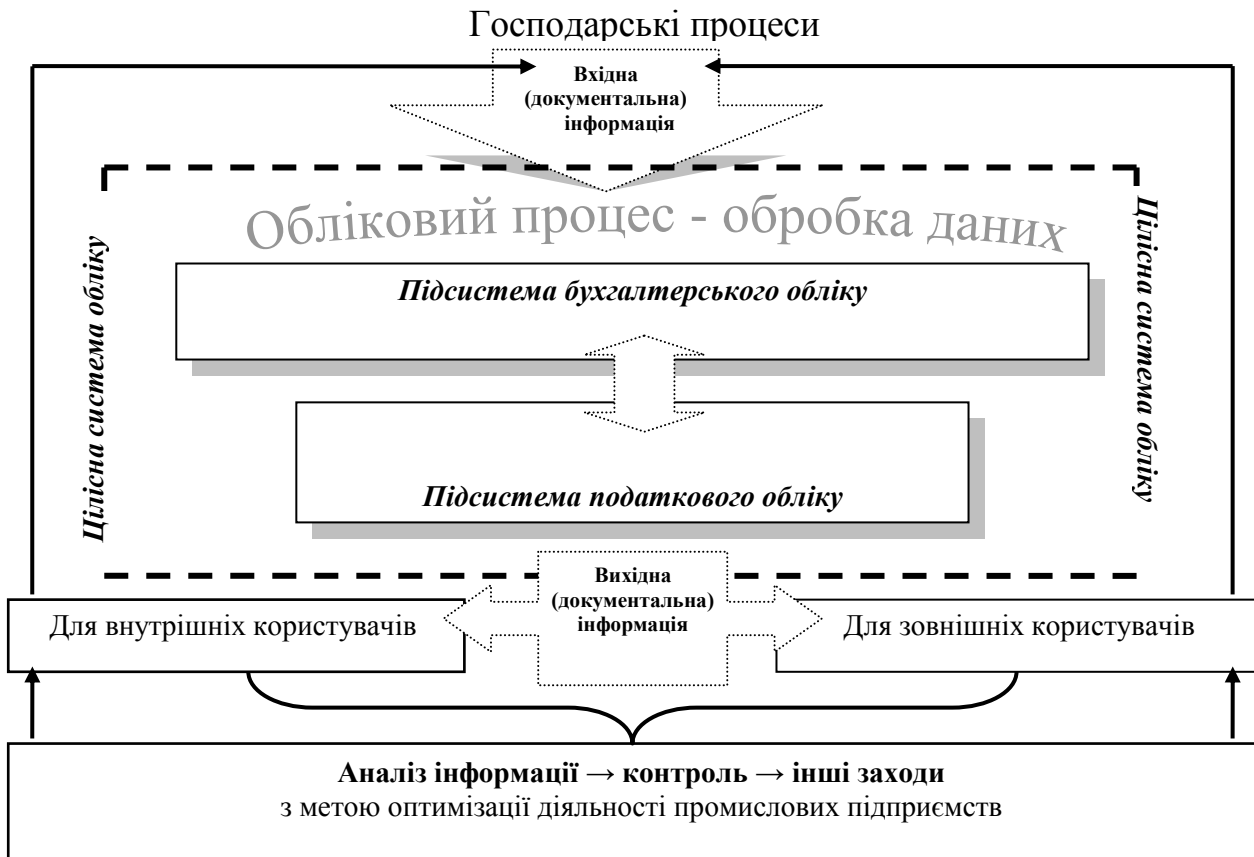 Господарські процеси
Вхідна
(документальна)
інформація
Обліковий процес - обробка даних
Цілісна система обліку
Цілісна система обліку
Підсистема бухгалтерського обліку
Підсистема податкового обліку
Вихідна
(документальна)
інформація
Для внутрішніх користувачів
Для зовнішніх користувачів
Аналіз інформації → контроль → інші заходи
з метою оптимізації діяльності промислових підприємств